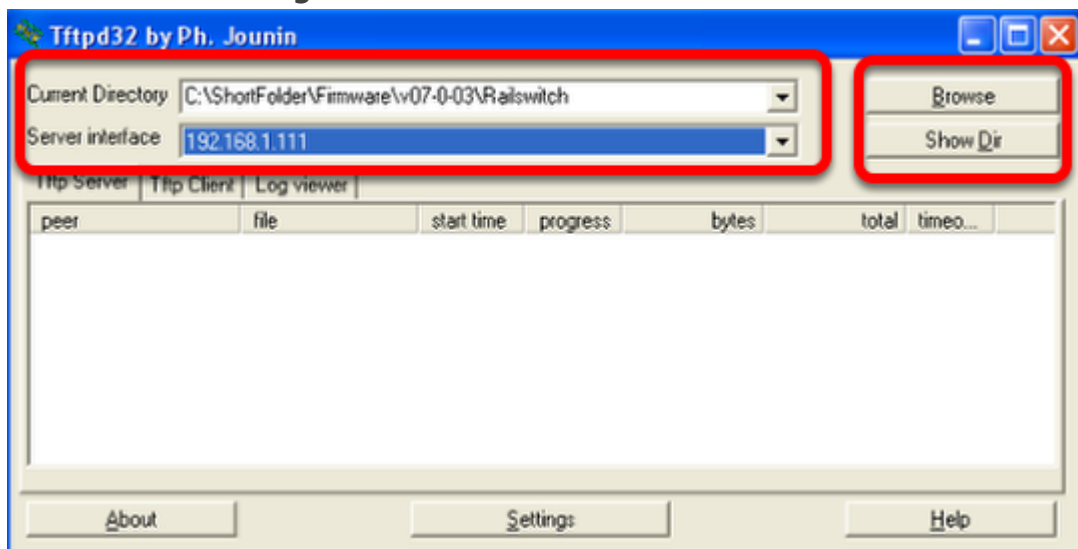 Tftpd32 by Ph. Jounin
Current Directory C:\ShortFolder\Firmware\v07-0-03\Railswitch Browse
Server interface 192.168.1.111 Show Dir
Tftp Server Tftp Client Log viewer
peer file start time progress bytes total timeo...
About Settings Help